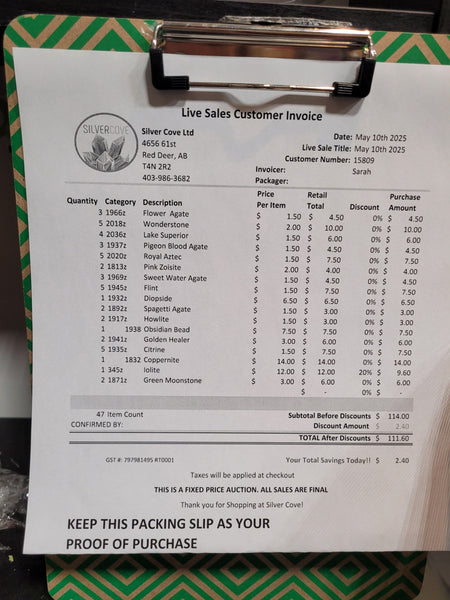 Live Sales Customer Invoice
SILVERCOVE
Silver Cove Ltd
4656 61st
Red Deer, AB
T4N 2R2
403-986-3682
Date: May 10th 2025
Live Sale Title: May 10th 2025
Customer Number: 15809
Invoicer: Sarah
Packager:
Quantity Category Description Price Per Item Retail Total Discount Purchase Amount
3 1966z Flower Agate $ 1.50 $ 4.50 0% $ 4.50
5 2018z Wonderstone $ 2.00 $ 10.00 0% $ 10.00
4 2036z Lake Superior $ 1.50 $ 6.00 0% $ 6.00
3 1937z Pigeon Blood Agate $ 1.50 $ 4.50 0% $ 4.50
5 2020z Royal Aztec $ 1.50 $ 7.50 0% $ 7.50
2 1813z Pink Zoisite $ 2.00 $ 4.00 0% $ 4.00
3 1969z Sweet Water Agate $ 1.50 $ 4.50 0% $ 4.50
5 1945z Flint $ 1.50 $ 7.50 0% $ 7.50
1 1932z Diopside $ 6.50 $ 6.50 0% $ 6.50
2 1892z Spagetti Agate $ 1.50 $ 3.00 0% $ 3.00
2 1917z Howlite $ 1.50 $ 3.00 0% $ 3.00
1 1938 Obsidian Bead $ 7.50 $ 7.50 0% $ 7.50
2 1941z Golden Healer $ 3.00 $ 6.00 0% $ 6.00
5 1935z Citrine $ 1.50 $ 7.50 0% $ 7.50
1 1832 Coppernite $ 14.00 $ 14.00 0% $ 14.00
1 345z Iolite $ 12.00 $ 12.00 20% $ 9.60
2 1871z Green Moonstone $ 3.00 $ 6.00 0% $ 6.00
$ - 0% $ -
47 Item Count Subtotal Before Discounts $ 114.00
CONFIRMED BY: Discount Amount $ 2.40
TOTAL After Discounts $ 111.60
GST #: 797981495 RT0001 Your Total Savings Today!! $ 2.40
Taxes will be applied at checkout
THIS IS A FIXED PRICE AUCTION. ALL SALES ARE FINAL
Thank you for Shopping at Silver Cove!
KEEP THIS PACKING SLIP AS YOUR
PROOF OF PURCHASE